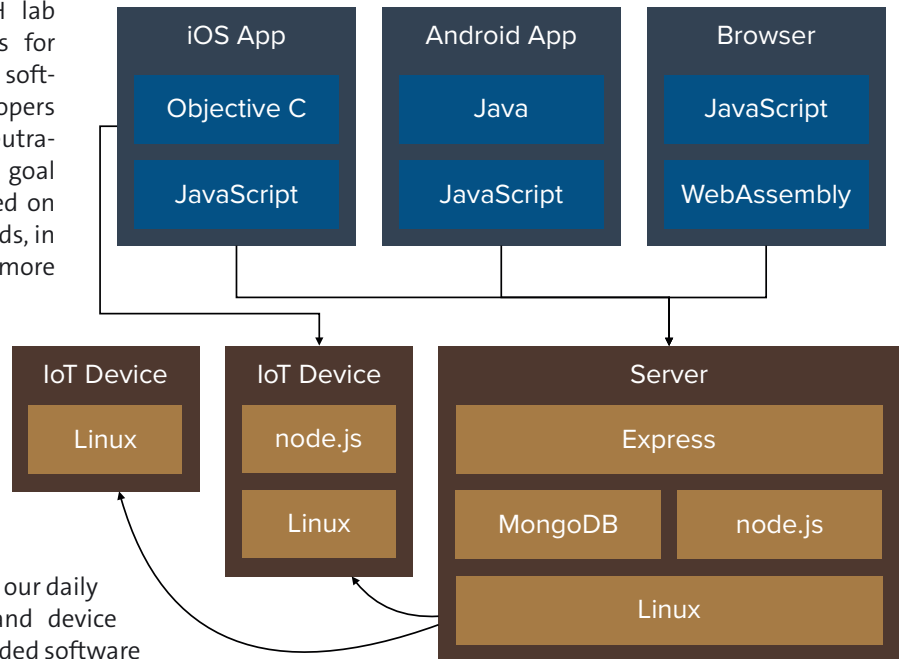 H lab
s for
soft-
opers
utra-
goal
ed on
ds, in
more
iOS App
Objective C
JavaScript
Android App
Java
JavaScript
Browser
JavaScript
WebAssembly
IoT Device
Linux
IoT Device
node.js
Linux
Server
Express
MongoDB
node.js
Linux
our daily
and device
ded software